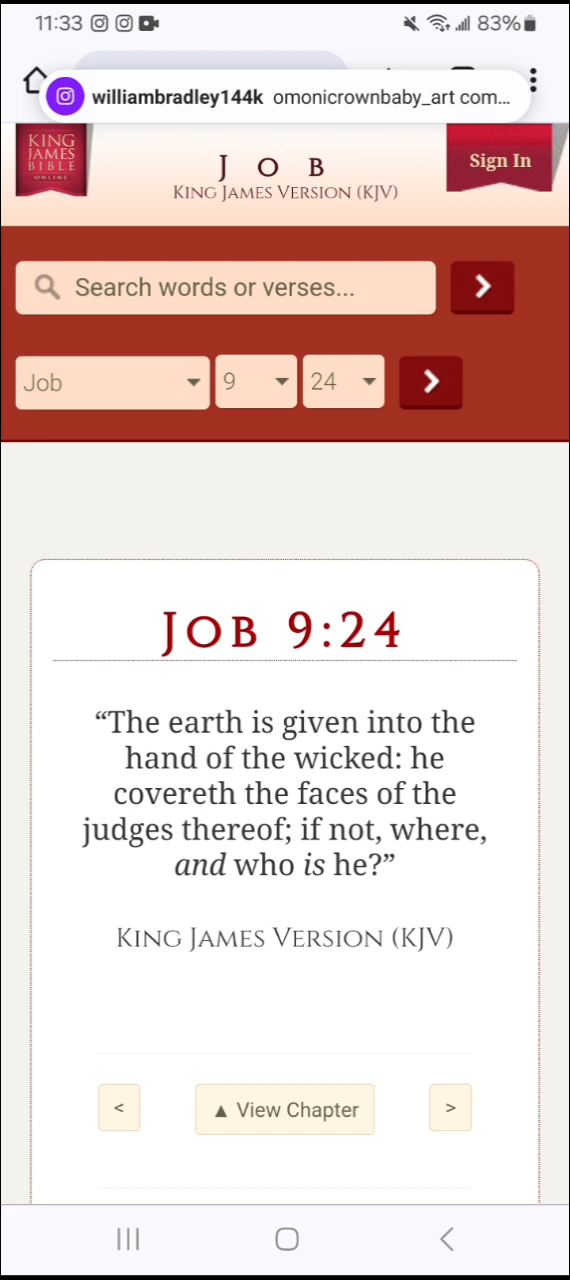 11:33 83%
williambradley144k omonicrownbaby_art com...
KING
JAMES
BIBLE
ONLINE
JOB
KING JAMES VERSION (KJV)
Sign In
Search words or verses...
Job 9 24
JOB 9:24
“The earth is given into the
hand of the wicked: he
covereth the faces of the
judges thereof; if not, where,
and who is he?”
KING JAMES VERSION (KJV)
< ▲ View Chapter >